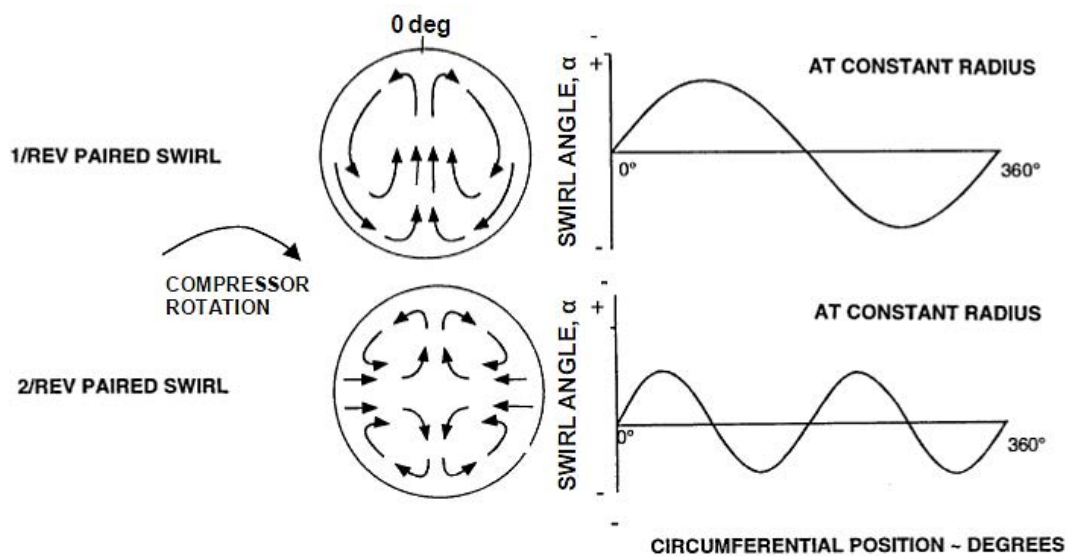 0 deg
1/REV PAIRED SWIRL
SWIRL ANGLE, α
-
+
-
AT CONSTANT RADIUS
0°
360°
COMPRESSOR
ROTATION
2/REV PAIRED SWIRL
SWIRL ANGLE, α
-
+
-
AT CONSTANT RADIUS
0°
360°
-
CIRCUMFERENTIAL POSITION ~ DEGREES